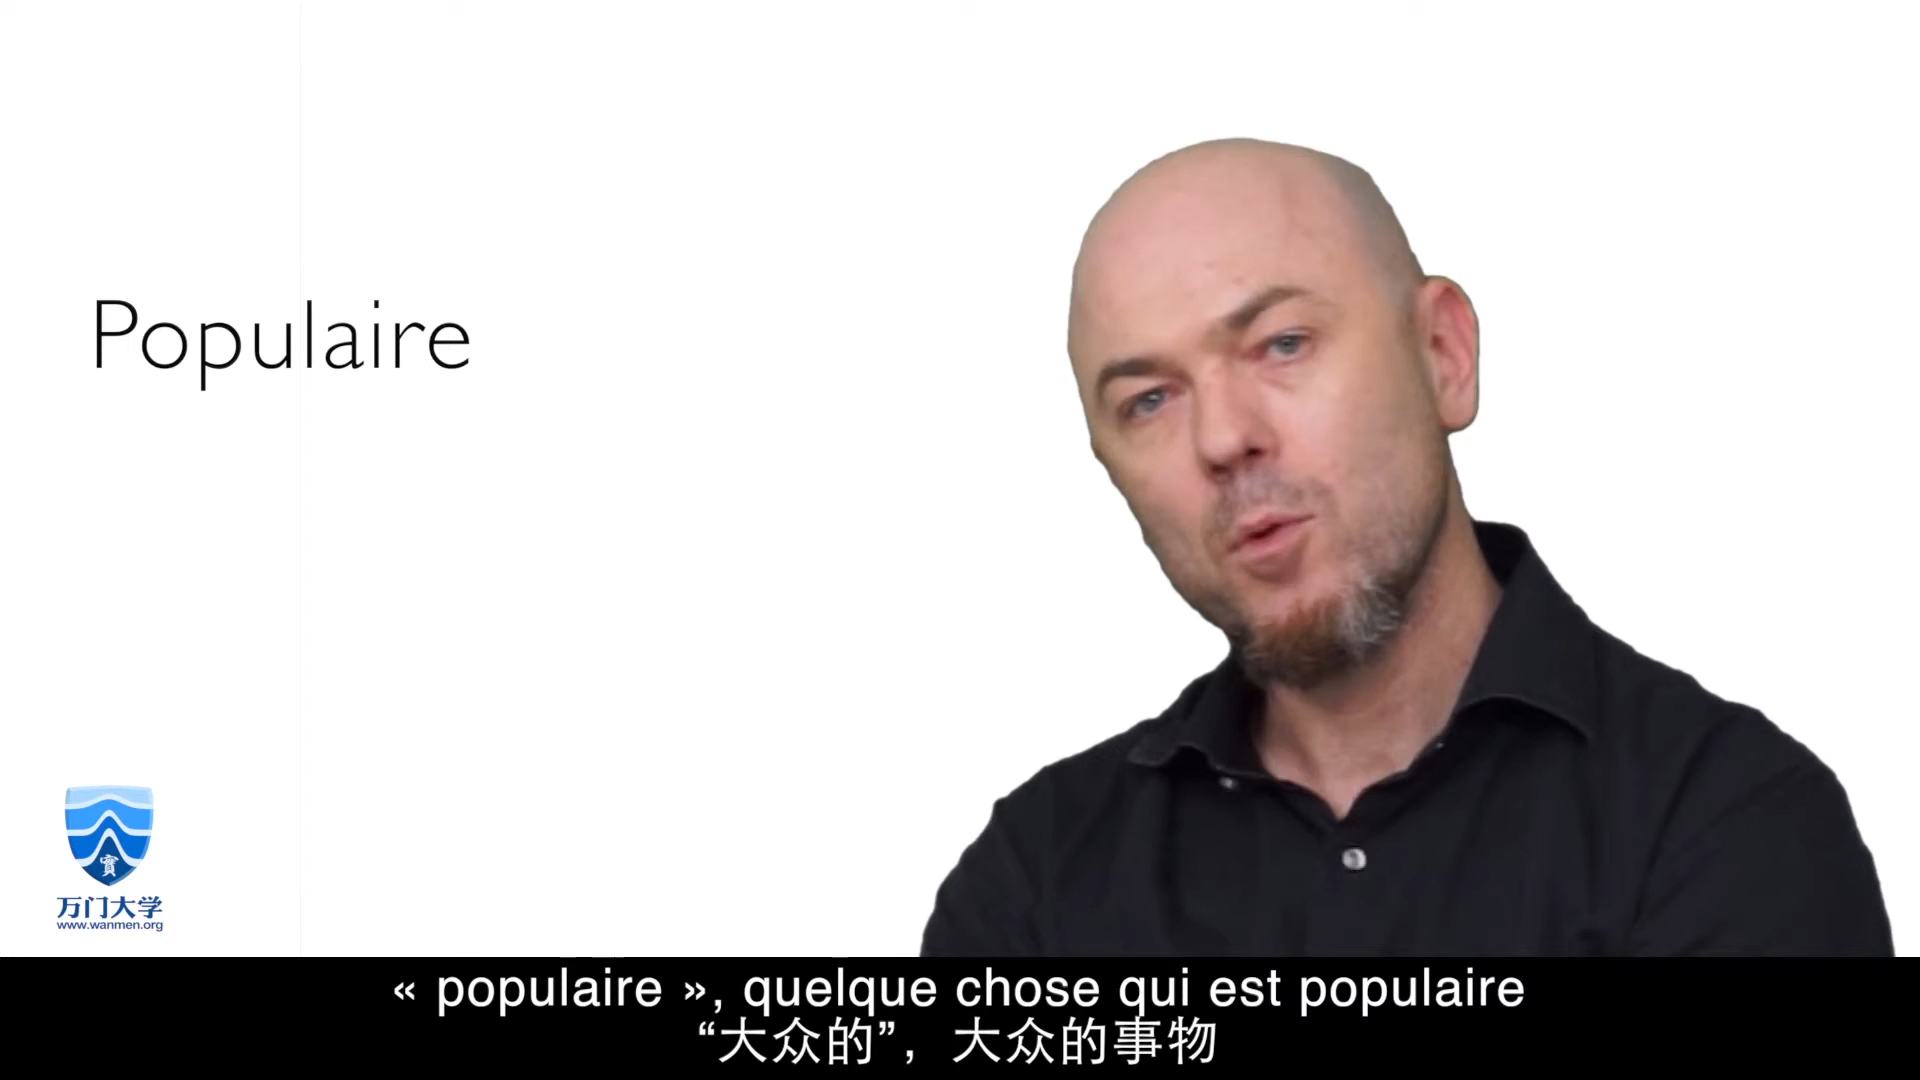 Populaire
寳
万门大学
www.wanmen.org
« populaire », quelque chose qui est populaire
“大众的”，大众的事物